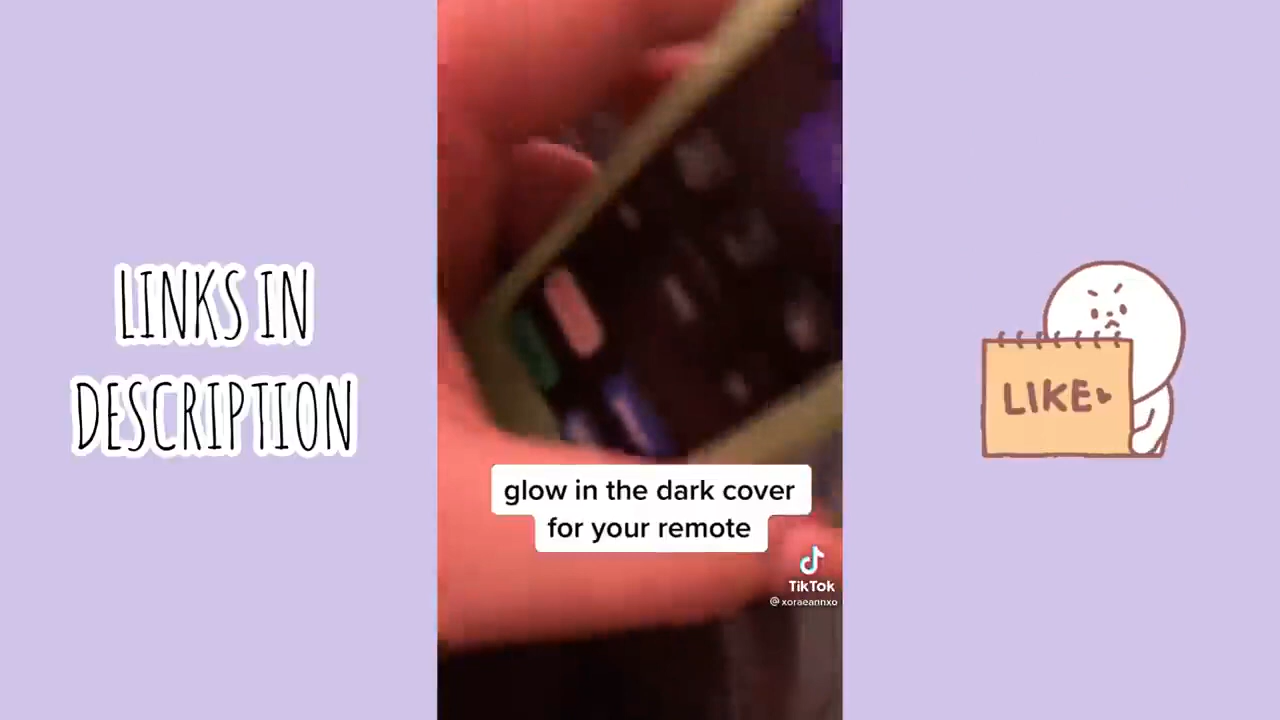 LINKS IN
DESCRIPTION
LIKE
glow in the dark cover
for your remote
TikTok
@xoraeannxo